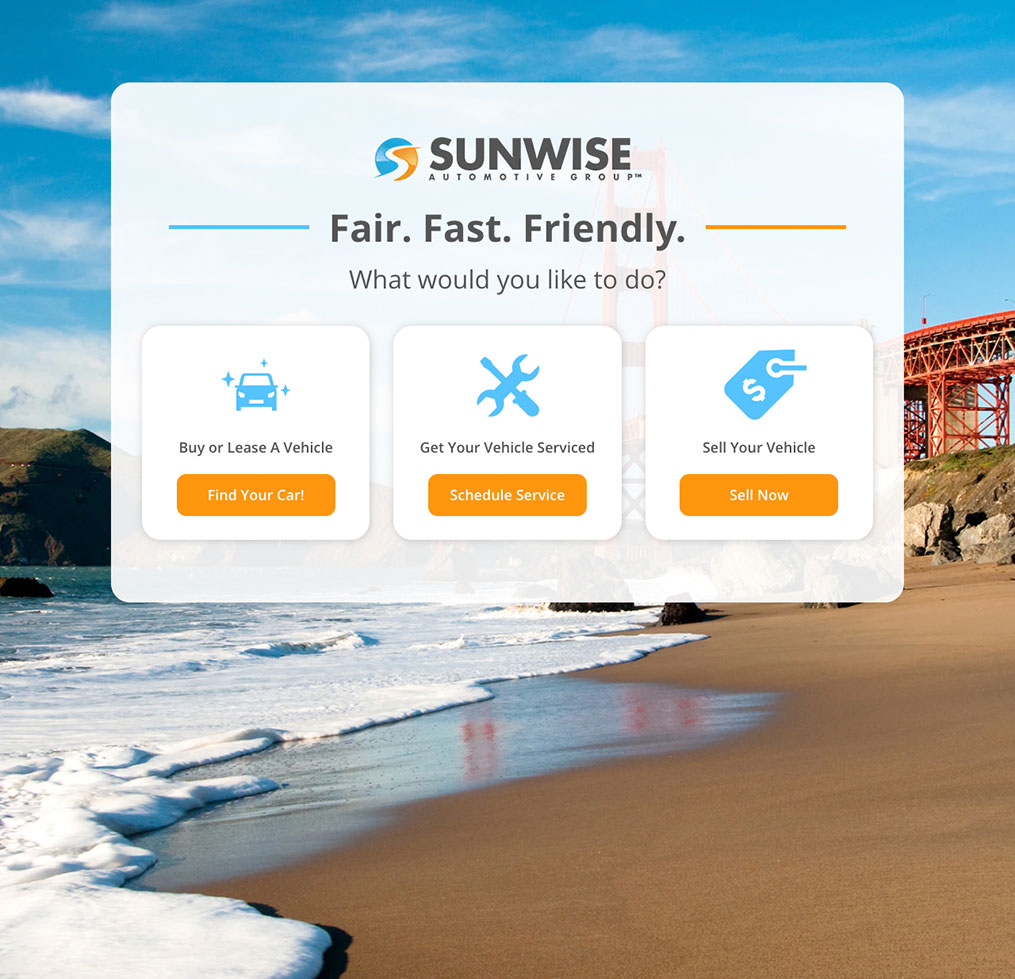 SUNWISE
AUTOMOTIVE GROUP™
Fair. Fast. Friendly.
What would you like to do?
Buy or Lease A Vehicle
Find Your Car!
Get Your Vehicle Serviced
Schedule Service
$
Sell Your Vehicle
Sell Now